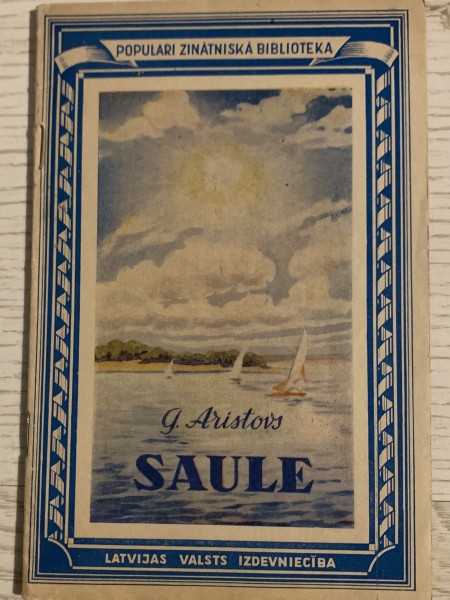 POPULARI ZINĀTNISKĀ BIBLIOTEKA
G. Aristovs
SAULE
LATVIJAS VALSTS IZDEVNIECĪBA